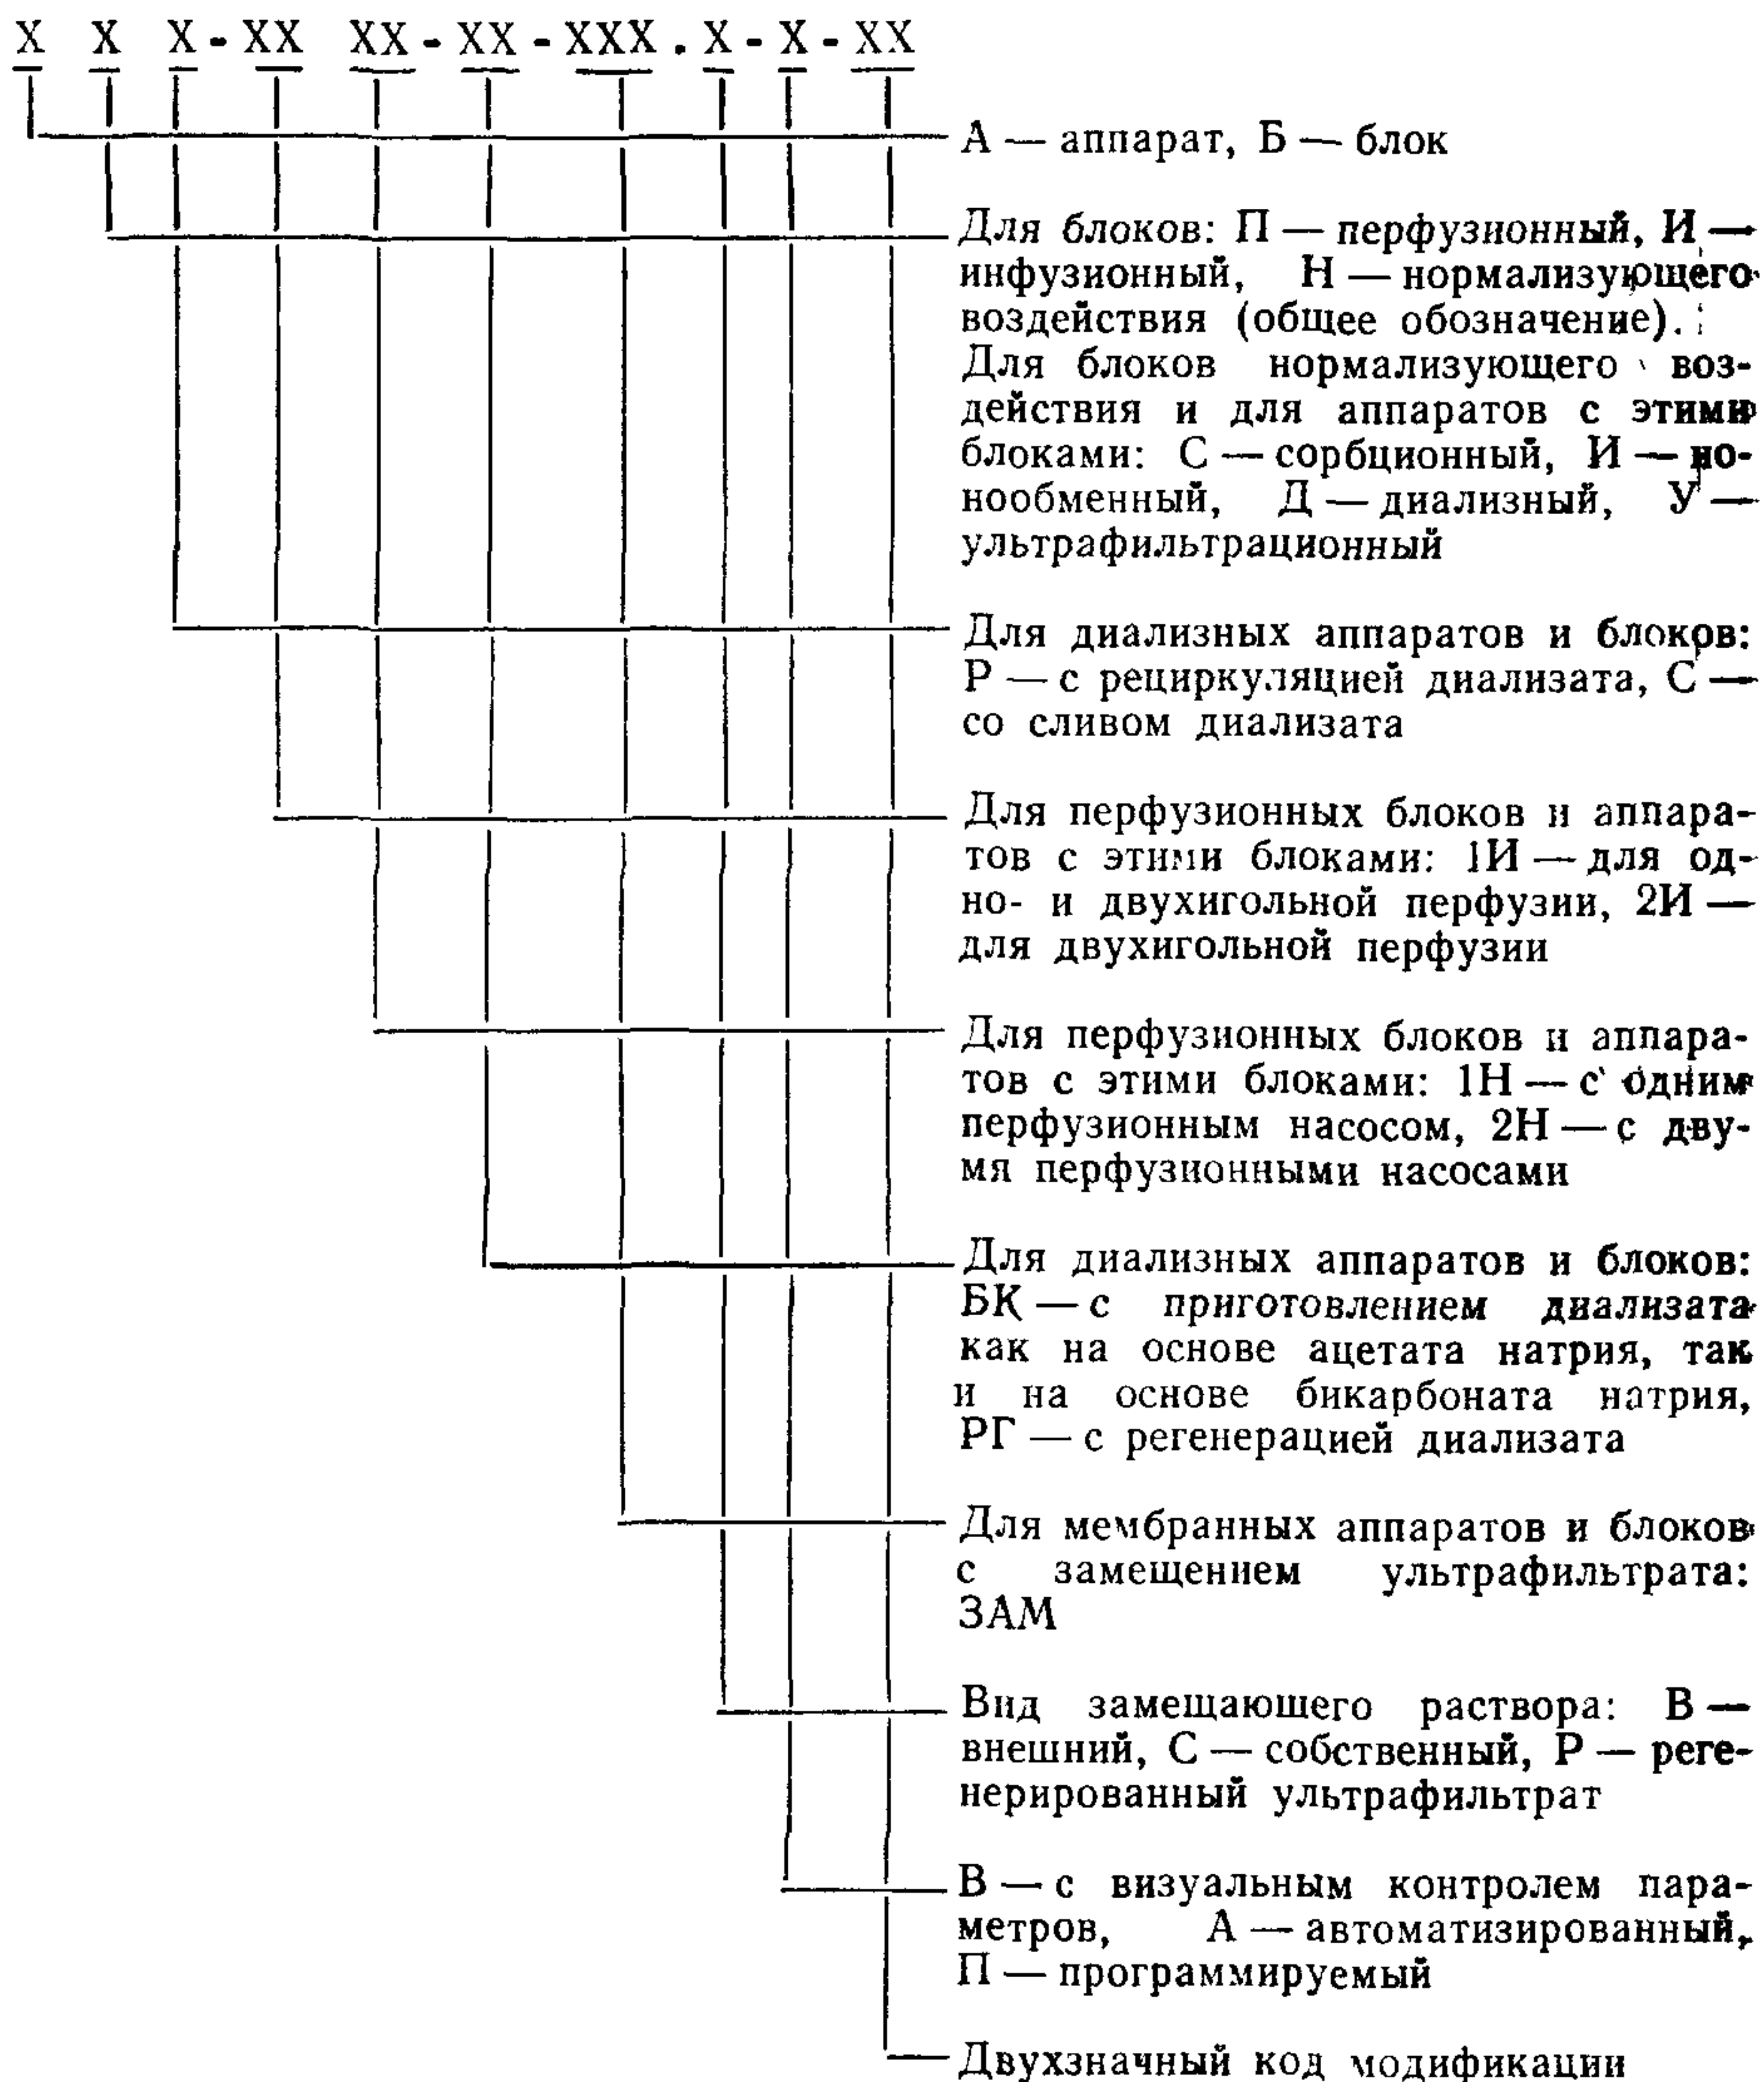 X X X - XX XX - XX - XXX . X - X - XX
А — аппарат, Б — блок
Для блоков: П — перфузионный, И —
инфузионный, Н — нормализующего
воздействия (общее обозначение).
Для блоков нормализующего воз-
действия и для аппаратов с этими
блоками: С — сорбционный, И — ио-
нообменный, Д — диализный, У —
ультрафильтрационный
Для диализных аппаратов и блоков:
Р — с рециркуляцией диализата, С —
со сливом диализата
Для перфузионных блоков и аппара-
тов с этими блоками: 1И — для од-
но- и двухигольной перфузии, 2И —
для двухигольной перфузии
Для перфузионных блоков и аппара-
тов с этими блоками: 1Н — с одним
перфузионным насосом, 2Н — с дву-
мя перфузионными насосами
Для диализных аппаратов и блоков:
БК — с приготовлением диализата
как на основе ацетата натрия, так
и на основе бикарбоната натрия,
РГ — с регенерацией диализата
Для мембранных аппаратов и блоков
с замещением ультрафильтрата:
ЗАМ
Вид замещающего раствора: В —
внешний, С — собственный, Р — реге-
нерированный ультрафильтрат
В — с визуальным контролем пара-
метров, А — автоматизированный,
П — программируемый
Двухзначный код модификации